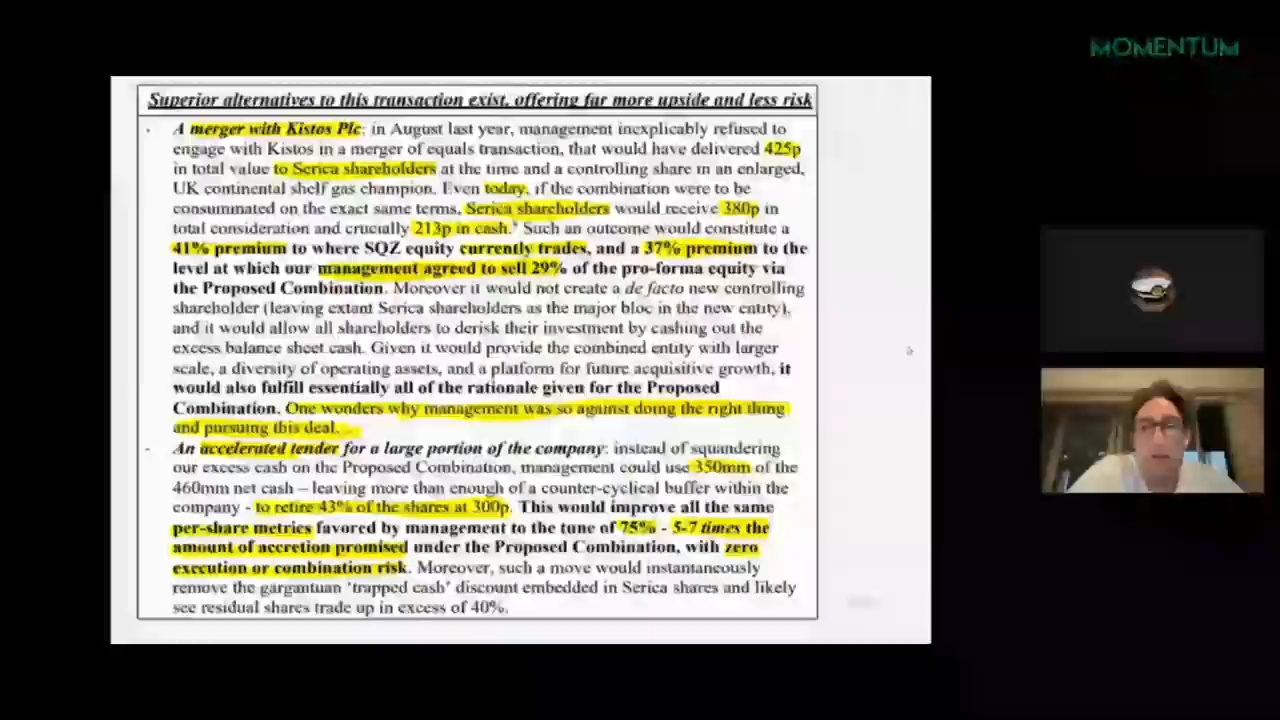 MOMENTUM
Superior alternatives to this transaction exist, offering far more upside and less risk
- A merger with Kistos Plc; in August last year, management inexplicably refused to
engage with Kistos in a merger of equals transaction, that would have delivered 425p
in total value to Serica shareholders at the time and a controlling share in an enlarged,
UK continental shelf gas champion. Even today, if the combination were to be
consummated on the exact same terms, Serica shareholders would receive 380p in
total consideration and crucially 213p in cash. Such an outcome would constitute a
41% premium to where SQZ equity currently trades, and a 37% premium to the
level at which our management agreed to sell 29% of the pro-forma equity via
the Proposed Combination. Moreover it would not create a de facto new controlling
shareholder (leaving extant Serica shareholders as the major bloc in the new entity),
and it would allow all shareholders to derisk their investment by cashing out the
excess balance sheet cash. Given it would provide the combined entity with larger
scale, a diversity of operating assets, and a platform for future acquisitive growth, it
would also fulfill essentially all of the rationale given for the Proposed
Combination. One wonders why management was so against doing the right thing
and pursuing this deal...
- An accelerated tender for a large portion of the company: instead of squandering
our excess cash on the Proposed Combination, management could use 350mm of the
460mm net cash – leaving more than enough of a counter-cyclical buffer within the
company - to retire 43% of the shares at 300p. This would improve all the same
per-share metrics favored by management to the tune of 75% - 5-7 times the
amount of accretion promised under the Proposed Combination, with zero
execution or combination risk. Moreover, such a move would instantaneously
remove the gargantuan 'trapped cash' discount embedded in Serica shares and likely
see residual shares trade up in excess of 40%.